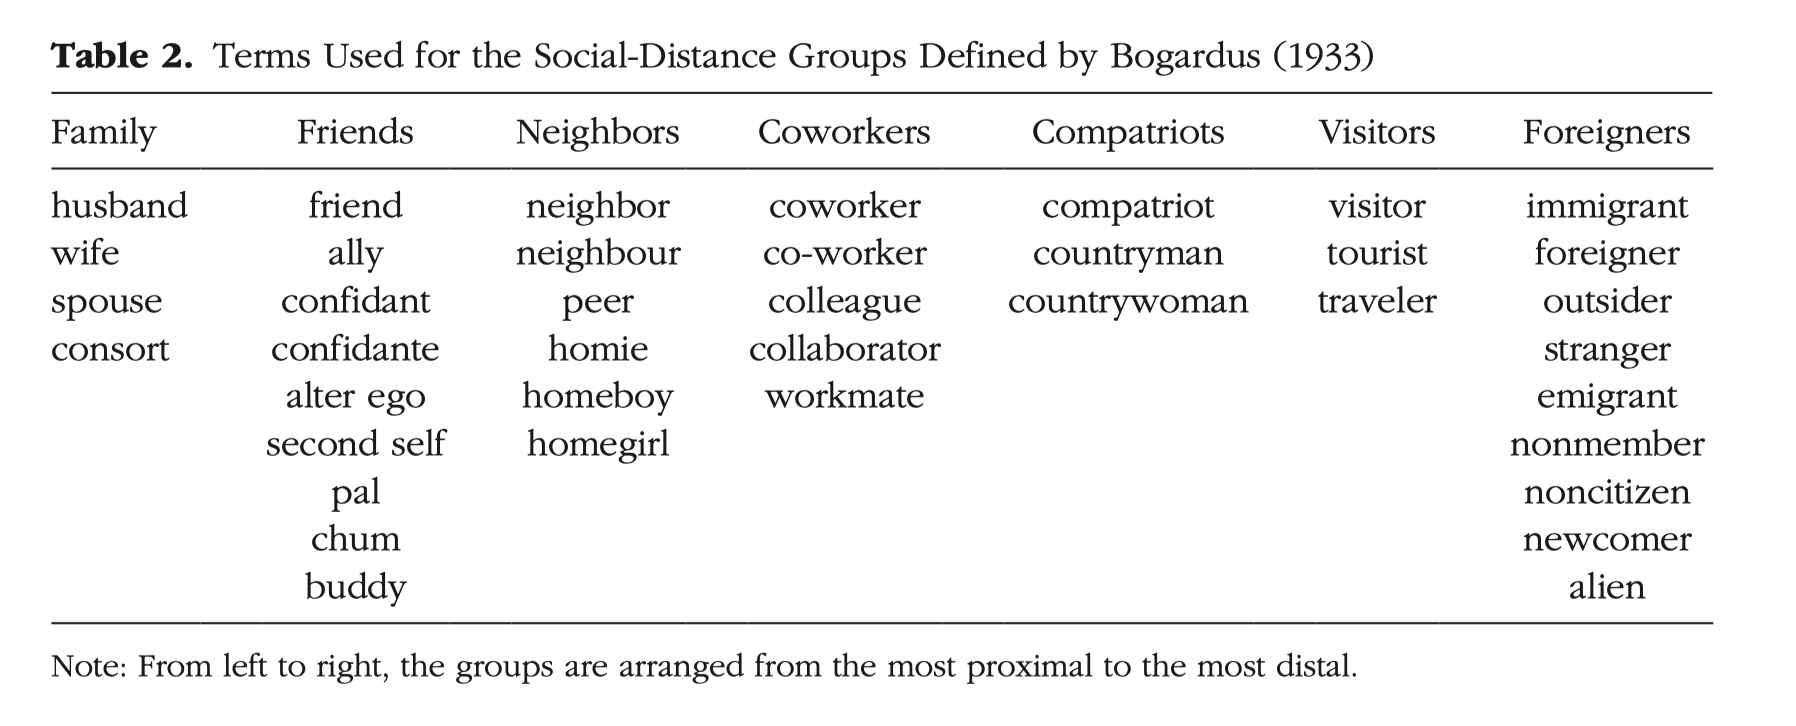 Table 2. Terms Used for the Social-Distance Groups Defined by Bogardus (1933)
Family Friends Neighbors Coworkers Compatriots Visitors Foreigners
husband friend neighbor coworker compatriot visitor immigrant
wife ally neighbour co-worker countryman tourist foreigner
spouse confidant peer colleague countrywoman traveler outsider
consort confidante homie collaborator stranger
alter ego homeboy workmate emigrant
second self homegirl nonmember
pal noncitizen
chum newcomer
buddy alien
Note: From left to right, the groups are arranged from the most proximal to the most distal.